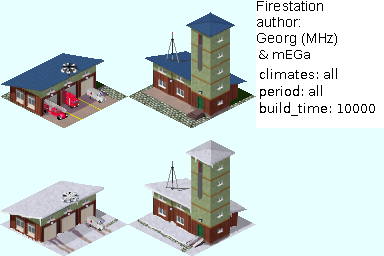 Firestation
author:
Georg (MHz)
& mEGa
climates: all
period: all
build_time: 10000